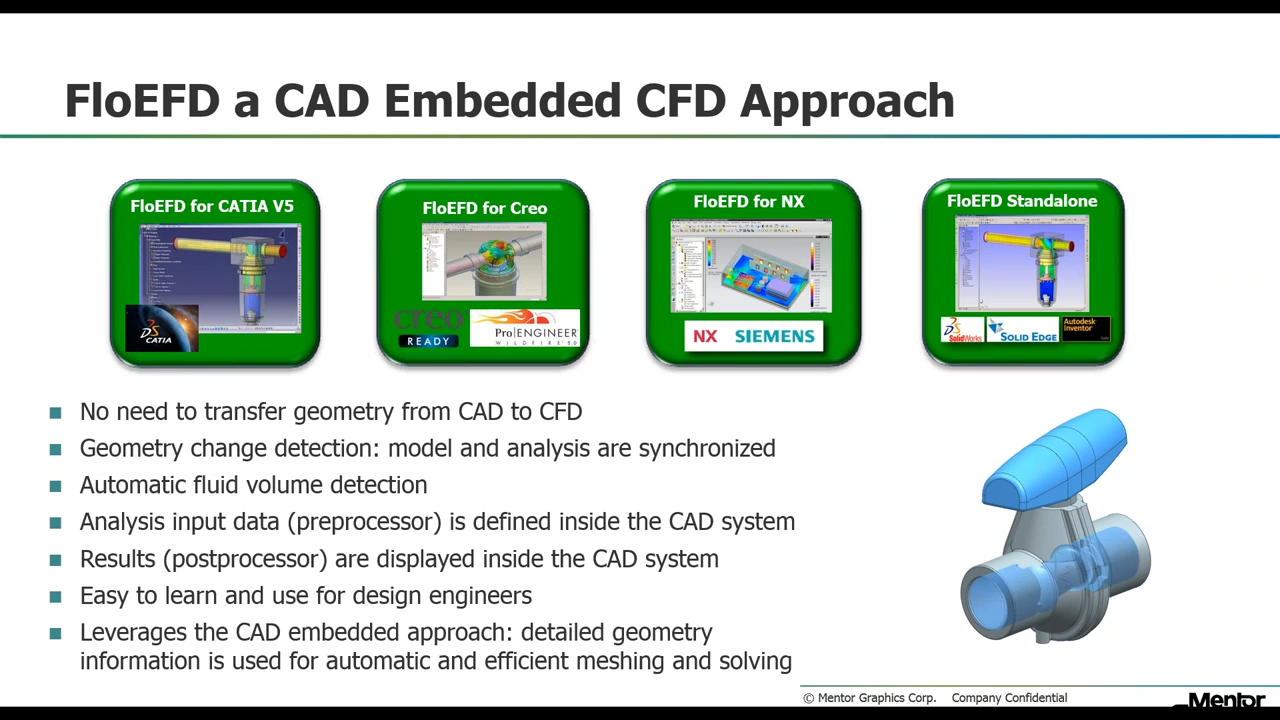 FloEFD a CAD Embedded CFD Approach
FloEFD for CATIA V5
FloEFD for Creo
FloEFD for NX
FloEFD Standalone
CATIA
creo
READY
Pro|ENGINEER
WILDFIRE 5.0
NX SIEMENS
SolidWorks
SOLID EDGE
Autodesk
Inventor
No need to transfer geometry from CAD to CFD
Geometry change detection: model and analysis are synchronized
Automatic fluid volume detection
Analysis input data (preprocessor) is defined inside the CAD system
Results (postprocessor) are displayed inside the CAD system
Easy to learn and use for design engineers
Leverages the CAD embedded approach: detailed geometry
information is used for automatic and efficient meshing and solving
© Mentor Graphics Corp. Company Confidential
Mentor